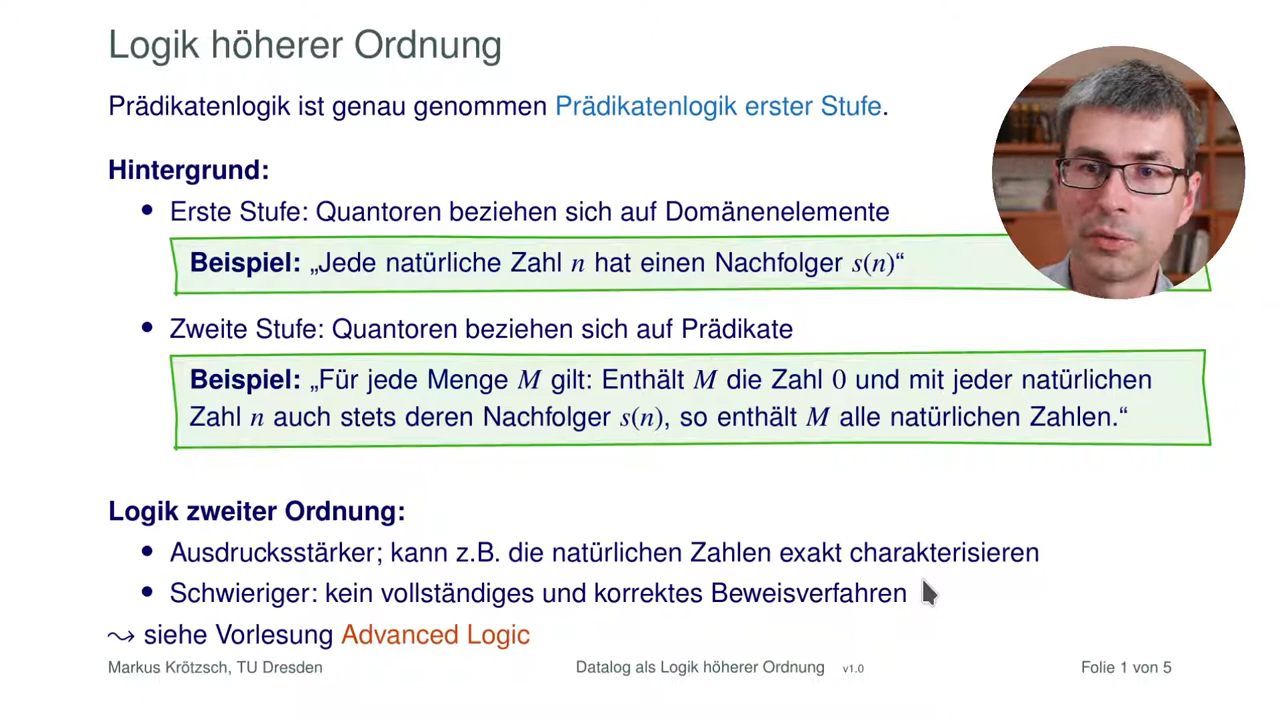 Logik höherer Ordnung
Prädikatenlogik ist genau genommen Prädikatenlogik erster Stufe.
Hintergrund:
• Erste Stufe: Quantoren beziehen sich auf Domänenelemente
Beispiel: „Jede natürliche Zahl n hat einen Nachfolger s(n)“
• Zweite Stufe: Quantoren beziehen sich auf Prädikate
Beispiel: „Für jede Menge M gilt: Enthält M die Zahl 0 und mit jeder natürlichen
Zahl n auch stets deren Nachfolger s(n), so enthält M alle natürlichen Zahlen.“
Logik zweiter Ordnung:
• Ausdrucksstärker; kann z.B. die natürlichen Zahlen exakt charakterisieren
• Schwieriger: kein vollständiges und korrektes Beweisverfahren
⇝ siehe Vorlesung Advanced Logic
Markus Krötzsch, TU Dresden Datalog als Logik höherer Ordnung v1.0 Folie 1 von 5